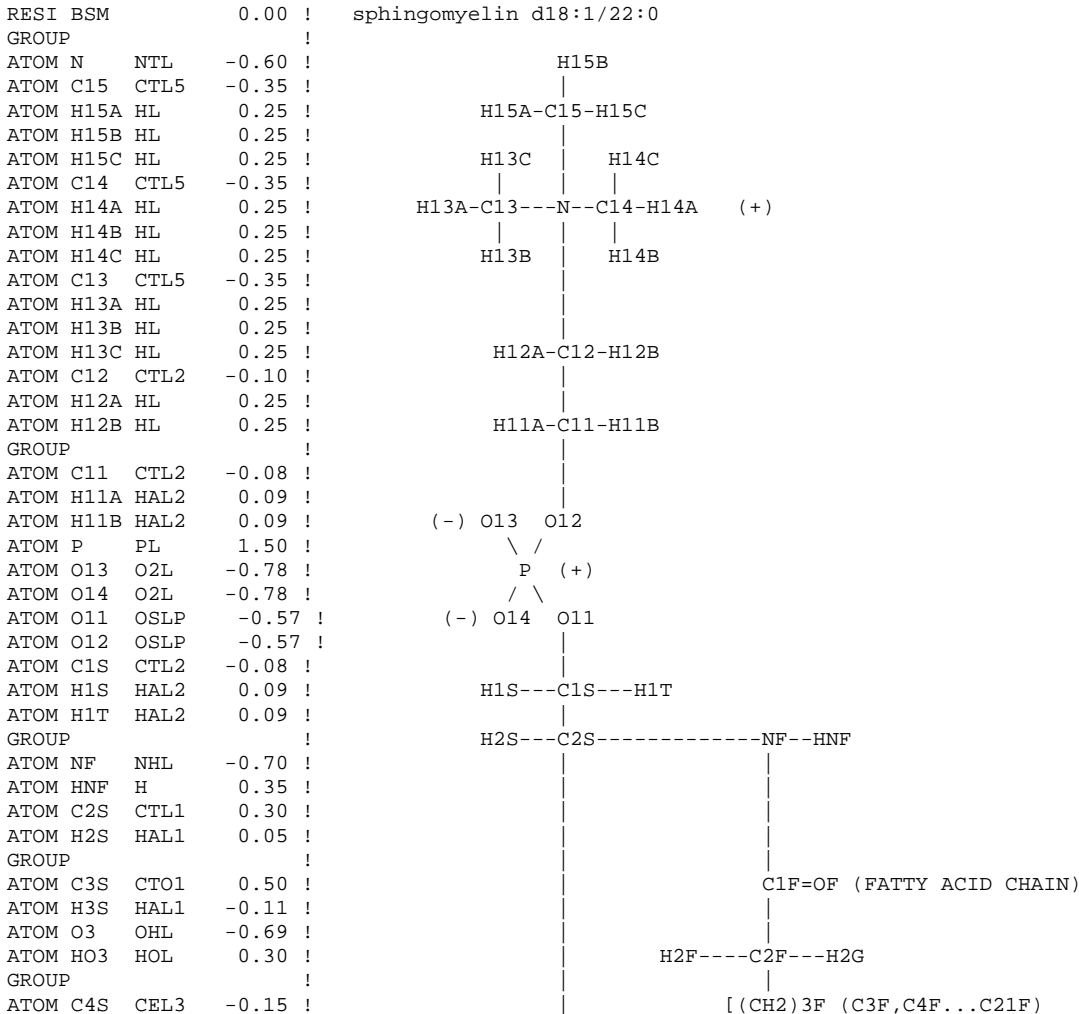 RESI BSM          0.00 !   sphingomyelin d18:1/22:0
GROUP                  !
ATOM N    NTL    -0.60 !                    H15B
ATOM C15  CTL5   -0.35 !                     |
ATOM H15A HL      0.25 !              H15A-C15-H15C
ATOM H15B HL      0.25 !                     |
ATOM H15C HL      0.25 !              H13C  |   H14C
ATOM C14  CTL5   -0.35 !               |    |   |
ATOM H14A HL      0.25 !         H13A-C13---N--C14-H14A   (+)
ATOM H14B HL      0.25 !               |    |   |
ATOM H14C HL      0.25 !              H13B  |   H14B
ATOM C13  CTL5   -0.35 !                    |
ATOM H13A HL      0.25 !                    |
ATOM H13B HL      0.25 !                    |
ATOM H13C HL      0.25 !               H12A-C12-H12B
ATOM C12  CTL2   -0.10 !                    |
ATOM H12A HL      0.25 !                    |
ATOM H12B HL      0.25 !               H11A-C11-H11B
GROUP                  !                    |
ATOM C11  CTL2   -0.08 !                    |
ATOM H11A HAL2    0.09 !                    |
ATOM H11B HAL2    0.09 !          (-) O13  O12
ATOM P    PL      1.50 !                \ /
ATOM O13  O2L    -0.78 !                 P  (+)
ATOM O14  O2L    -0.78 !                / \
ATOM O11  OSLP    -0.57 !          (-) O14  O11
ATOM O12  OSLP    -0.57 !                    |
ATOM C1S  CTL2   -0.08 !                    |
ATOM H1S  HAL2    0.09 !              H1S---C1S---H1T
ATOM H1T  HAL2    0.09 !                    |
GROUP                  !              H2S---C2S-------------NF--HNF
ATOM NF   NHL    -0.70 !                    |               |
ATOM HNF  H       0.35 !                    |               |
ATOM C2S  CTL1    0.30 !                    |               |
ATOM H2S  HAL1    0.05 !                    |               |
GROUP                  !                    |               |
ATOM C3S  CTO1    0.50 !                    |               C1F=OF (FATTY ACID CHAIN)
ATOM H3S  HAL1   -0.11 !                    |               |
ATOM O3   OHL    -0.69 !                    |               |
ATOM HO3  HOL     0.30 !                    |       H2F----C2F---H2G
GROUP                  !                    |               |
ATOM C4S  CEL3   -0.15 !                    |            [(CH2)3F (C3F,C4F...C21F)